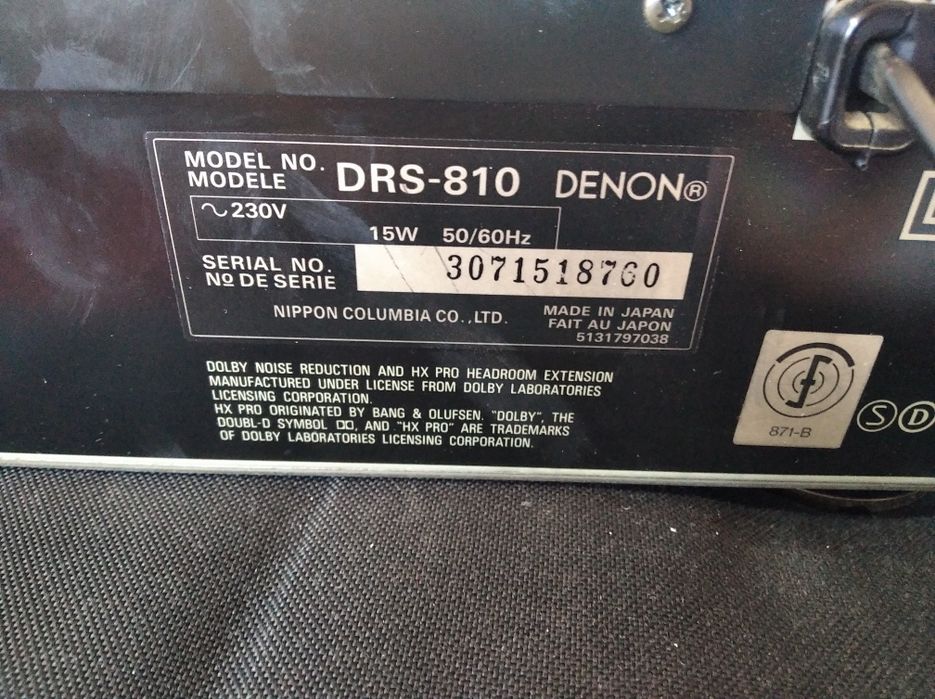 MODEL NO. DRS-810 DENON®
MODELE
~230V
15W 50/60Hz
SERIAL NO. 3071518760
Nº DE SERIE
NIPPON COLUMBIA CO.,LTD.
MADE IN JAPAN
FAIT AU JAPON
5131797038
DOLBY NOISE REDUCTION AND HX PRO HEADROOM EXTENSION
MANUFACTURED UNDER LICENSE FROM DOLBY LABORATORIES
LICENSING CORPORATION.
HX PRO ORIGINATED BY BANG & OLUFSEN. "DOLBY", THE
DOUBL-D SYMBOL, AND "HX PRO" ARE TRADEMARKS
OF DOLBY LABORATORIES LICENSING CORPORATION.
871-B
S D